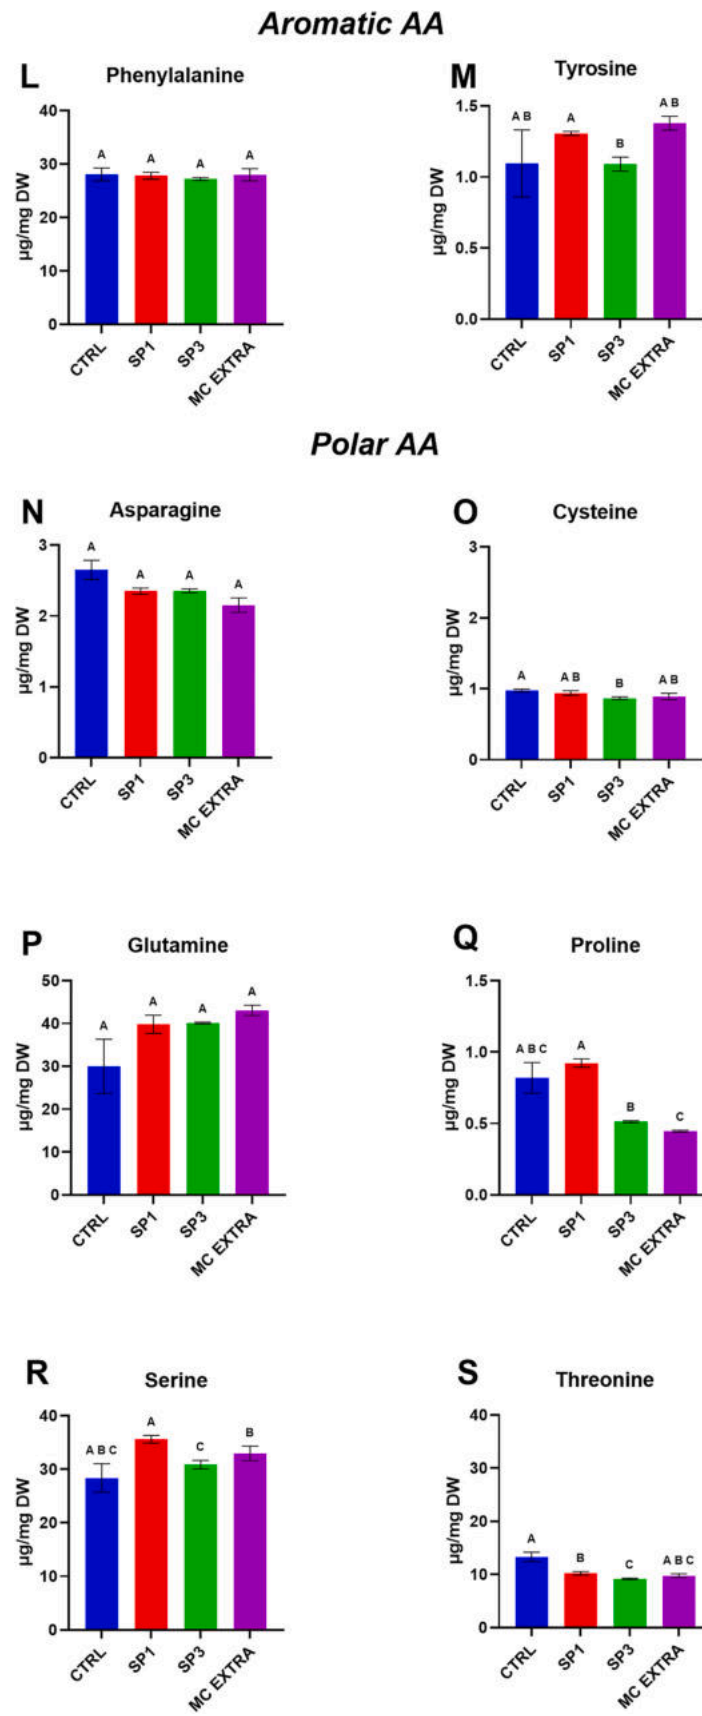 Aromatic AA
L Phenylalanine
µg/mg DW
40
30
20
10
0
A A A A
CTRL SP1 SP3 MC EXTRA
M Tyrosine
µg/mg DW
1.5
1.0
0.5
0.0
A B A B A B
CTRL SP1 SP3 MC EXTRA
Polar AA
N Asparagine
µg/mg DW
3
2
1
0
A A A A
CTRL SP1 SP3 MC EXTRA
O Cysteine
µg/mg DW
3
2
1
0
A A B B A B
CTRL SP1 SP3 MC EXTRA
P Glutamine
µg/mg DW
50
40
30
20
10
0
A A A A
CTRL SP1 SP3 MC EXTRA
Q Proline
µg/mg DW
1.5
1.0
0.5
0.0
A B C A B C
CTRL SP1 SP3 MC EXTRA
R Serine
µg/mg DW
40
30
20
10
0
A B C A C B
CTRL SP1 SP3 MC EXTRA
S Threonine
µg/mg DW
40
30
20
10
0
A B C A B C
CTRL SP1 SP3 MC EXTRA